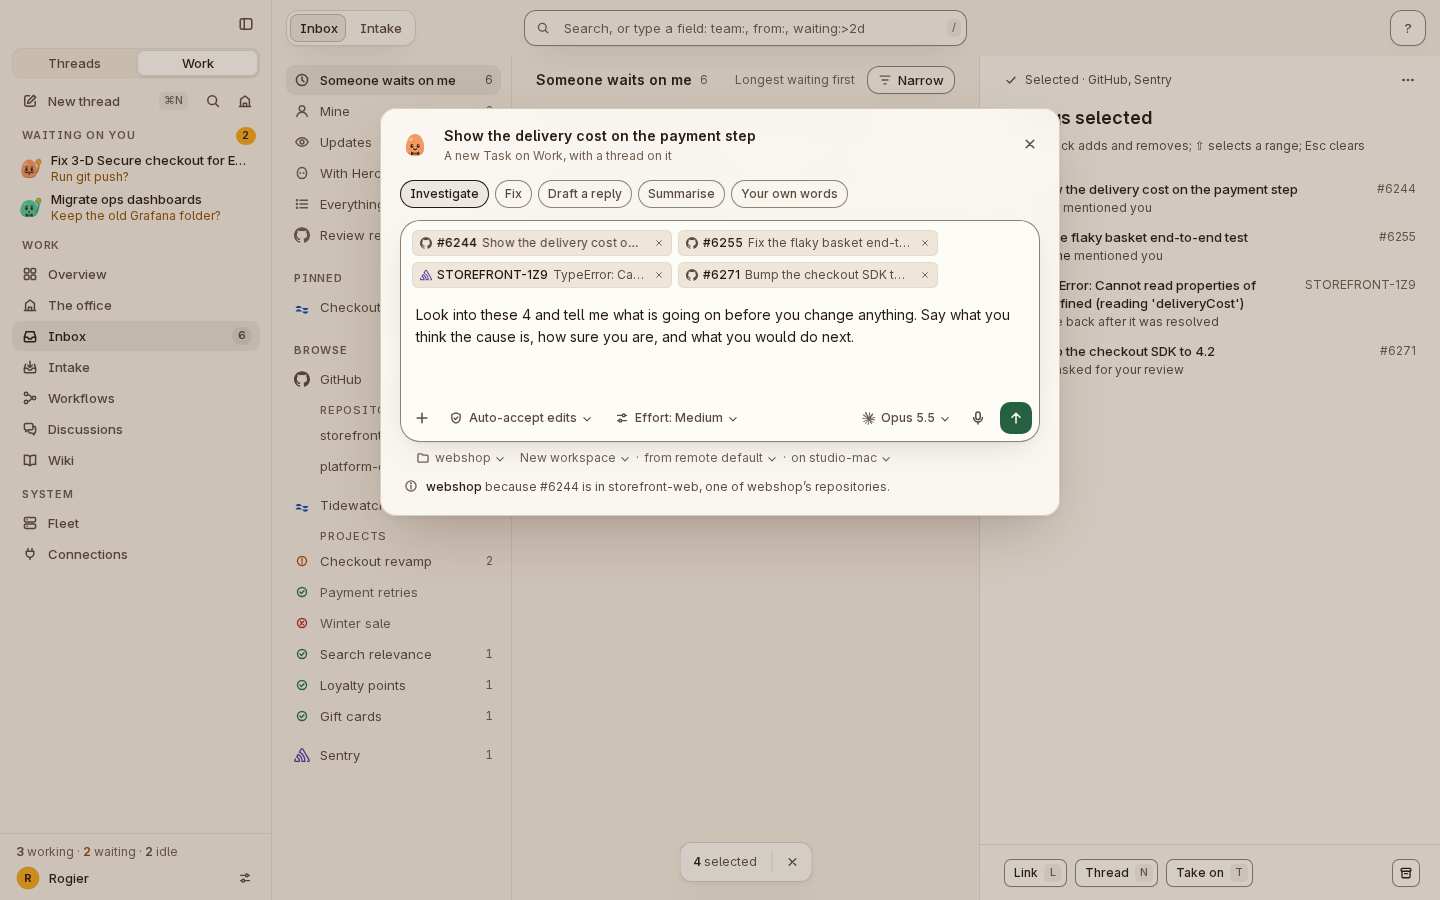 Threads
Work
New thread
⌘N
WAITING ON YOU
2
Fix 3-D Secure checkout for E…
Run git push?
Migrate ops dashboards
Keep the old Grafana folder?
WORK
Overview
The office
Inbox
6
Intake
Workflows
Discussions
Wiki
SYSTEM
Fleet
Connections
3 working · 2 waiting · 2 idle
R
Rogier
Inbox
Intake
Someone waits on me
6
Mine
Updates
With Hero
Everything
Review re
PINNED
Checkout
BROWSE
GitHub
REPOSITO
storefront
platform-
Tidewatch
PROJECTS
Checkout revamp
2
Payment retries
Winter sale
Search relevance
1
Loyalty points
1
Gift cards
1
Sentry
1
Search, or type a field: team:, from:, waiting:>2d
/
?
Someone waits on me 6
Longest waiting first
Narrow
Show the delivery cost on the payment step
A new Task on Work, with a thread on it
Investigate
Fix
Draft a reply
Summarise
Your own words
#6244 Show the delivery cost o…
#6255 Fix the flaky basket end-t…
STOREFRONT-1Z9 TypeError: Ca…
#6271 Bump the checkout SDK t…
Look into these 4 and tell me what is going on before you change anything. Say what you
think the cause is, how sure you are, and what you would do next.
Auto-accept edits
Effort: Medium
Opus 5.5
webshop
New workspace
· from remote default
· on studio-mac
webshop because #6244 is in storefront-web, one of webshop’s repositories.
4 selected
Selected · GitHub, Sentry
s selected
ck adds and removes; ⇧ selects a range; Esc clears
the delivery cost on the payment step
#6244
mentioned you
e flaky basket end-to-end test
#6255
ne mentioned you
Error: Cannot read properties of
STOREFRONT-1Z9
fined (reading 'deliveryCost')
e back after it was resolved
the checkout SDK to 4.2
#6271
asked for your review
Link L
Thread N
Take on T